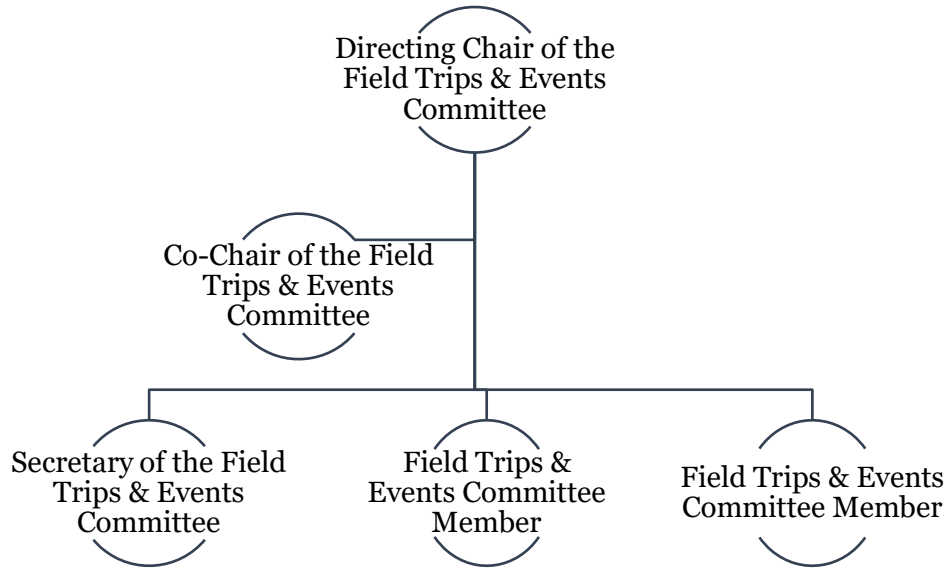 Directing Chair of the
Field Trips & Events
Committee
Co-Chair of the Field
Trips & Events
Committee
Secretary of the Field
Trips & Events
Committee
Field Trips &
Events Committee
Member
Field Trips & Events
Committee Member